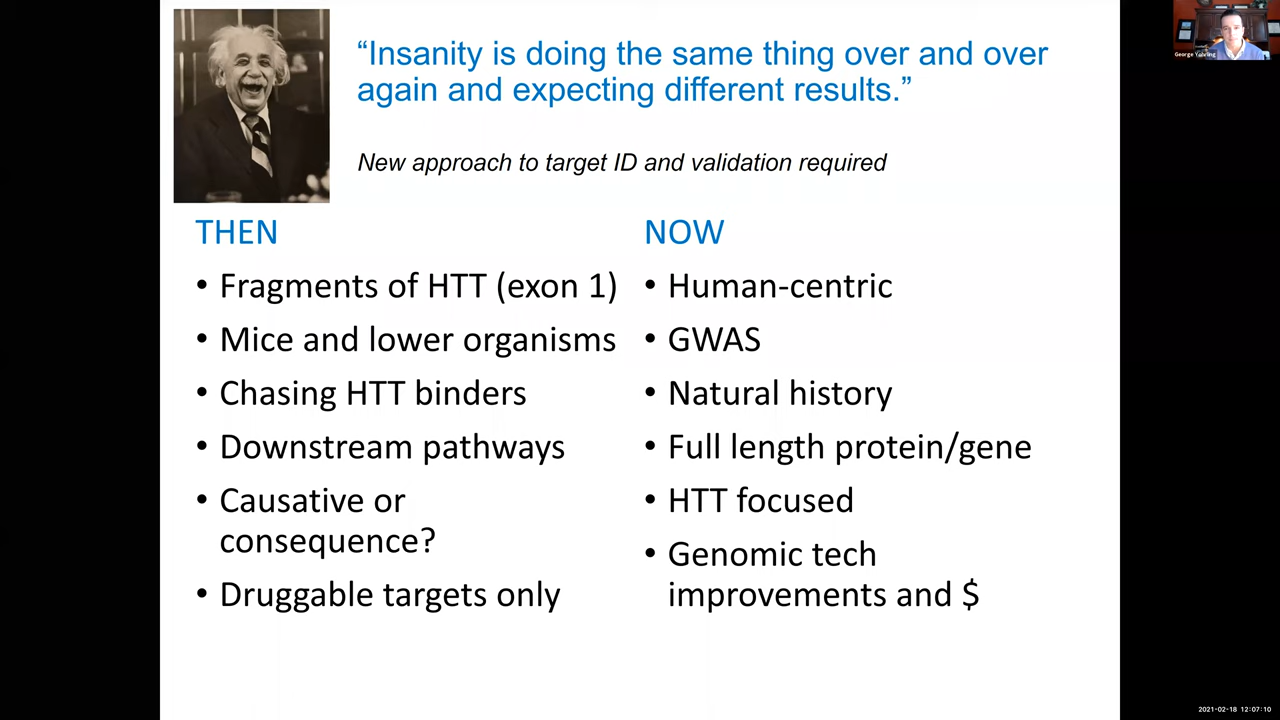 “Insanity is doing the same thing over and over
again and expecting different results.”
New approach to target ID and validation required
THEN
• Fragments of HTT (exon 1)
• Mice and lower organisms
• Chasing HTT binders
• Downstream pathways
• Causative or
consequence?
• Druggable targets only
NOW
• Human-centric
• GWAS
• Natural history
• Full length protein/gene
• HTT focused
• Genomic tech
improvements and $
George Yohrling
2021-02-18 12:07:10